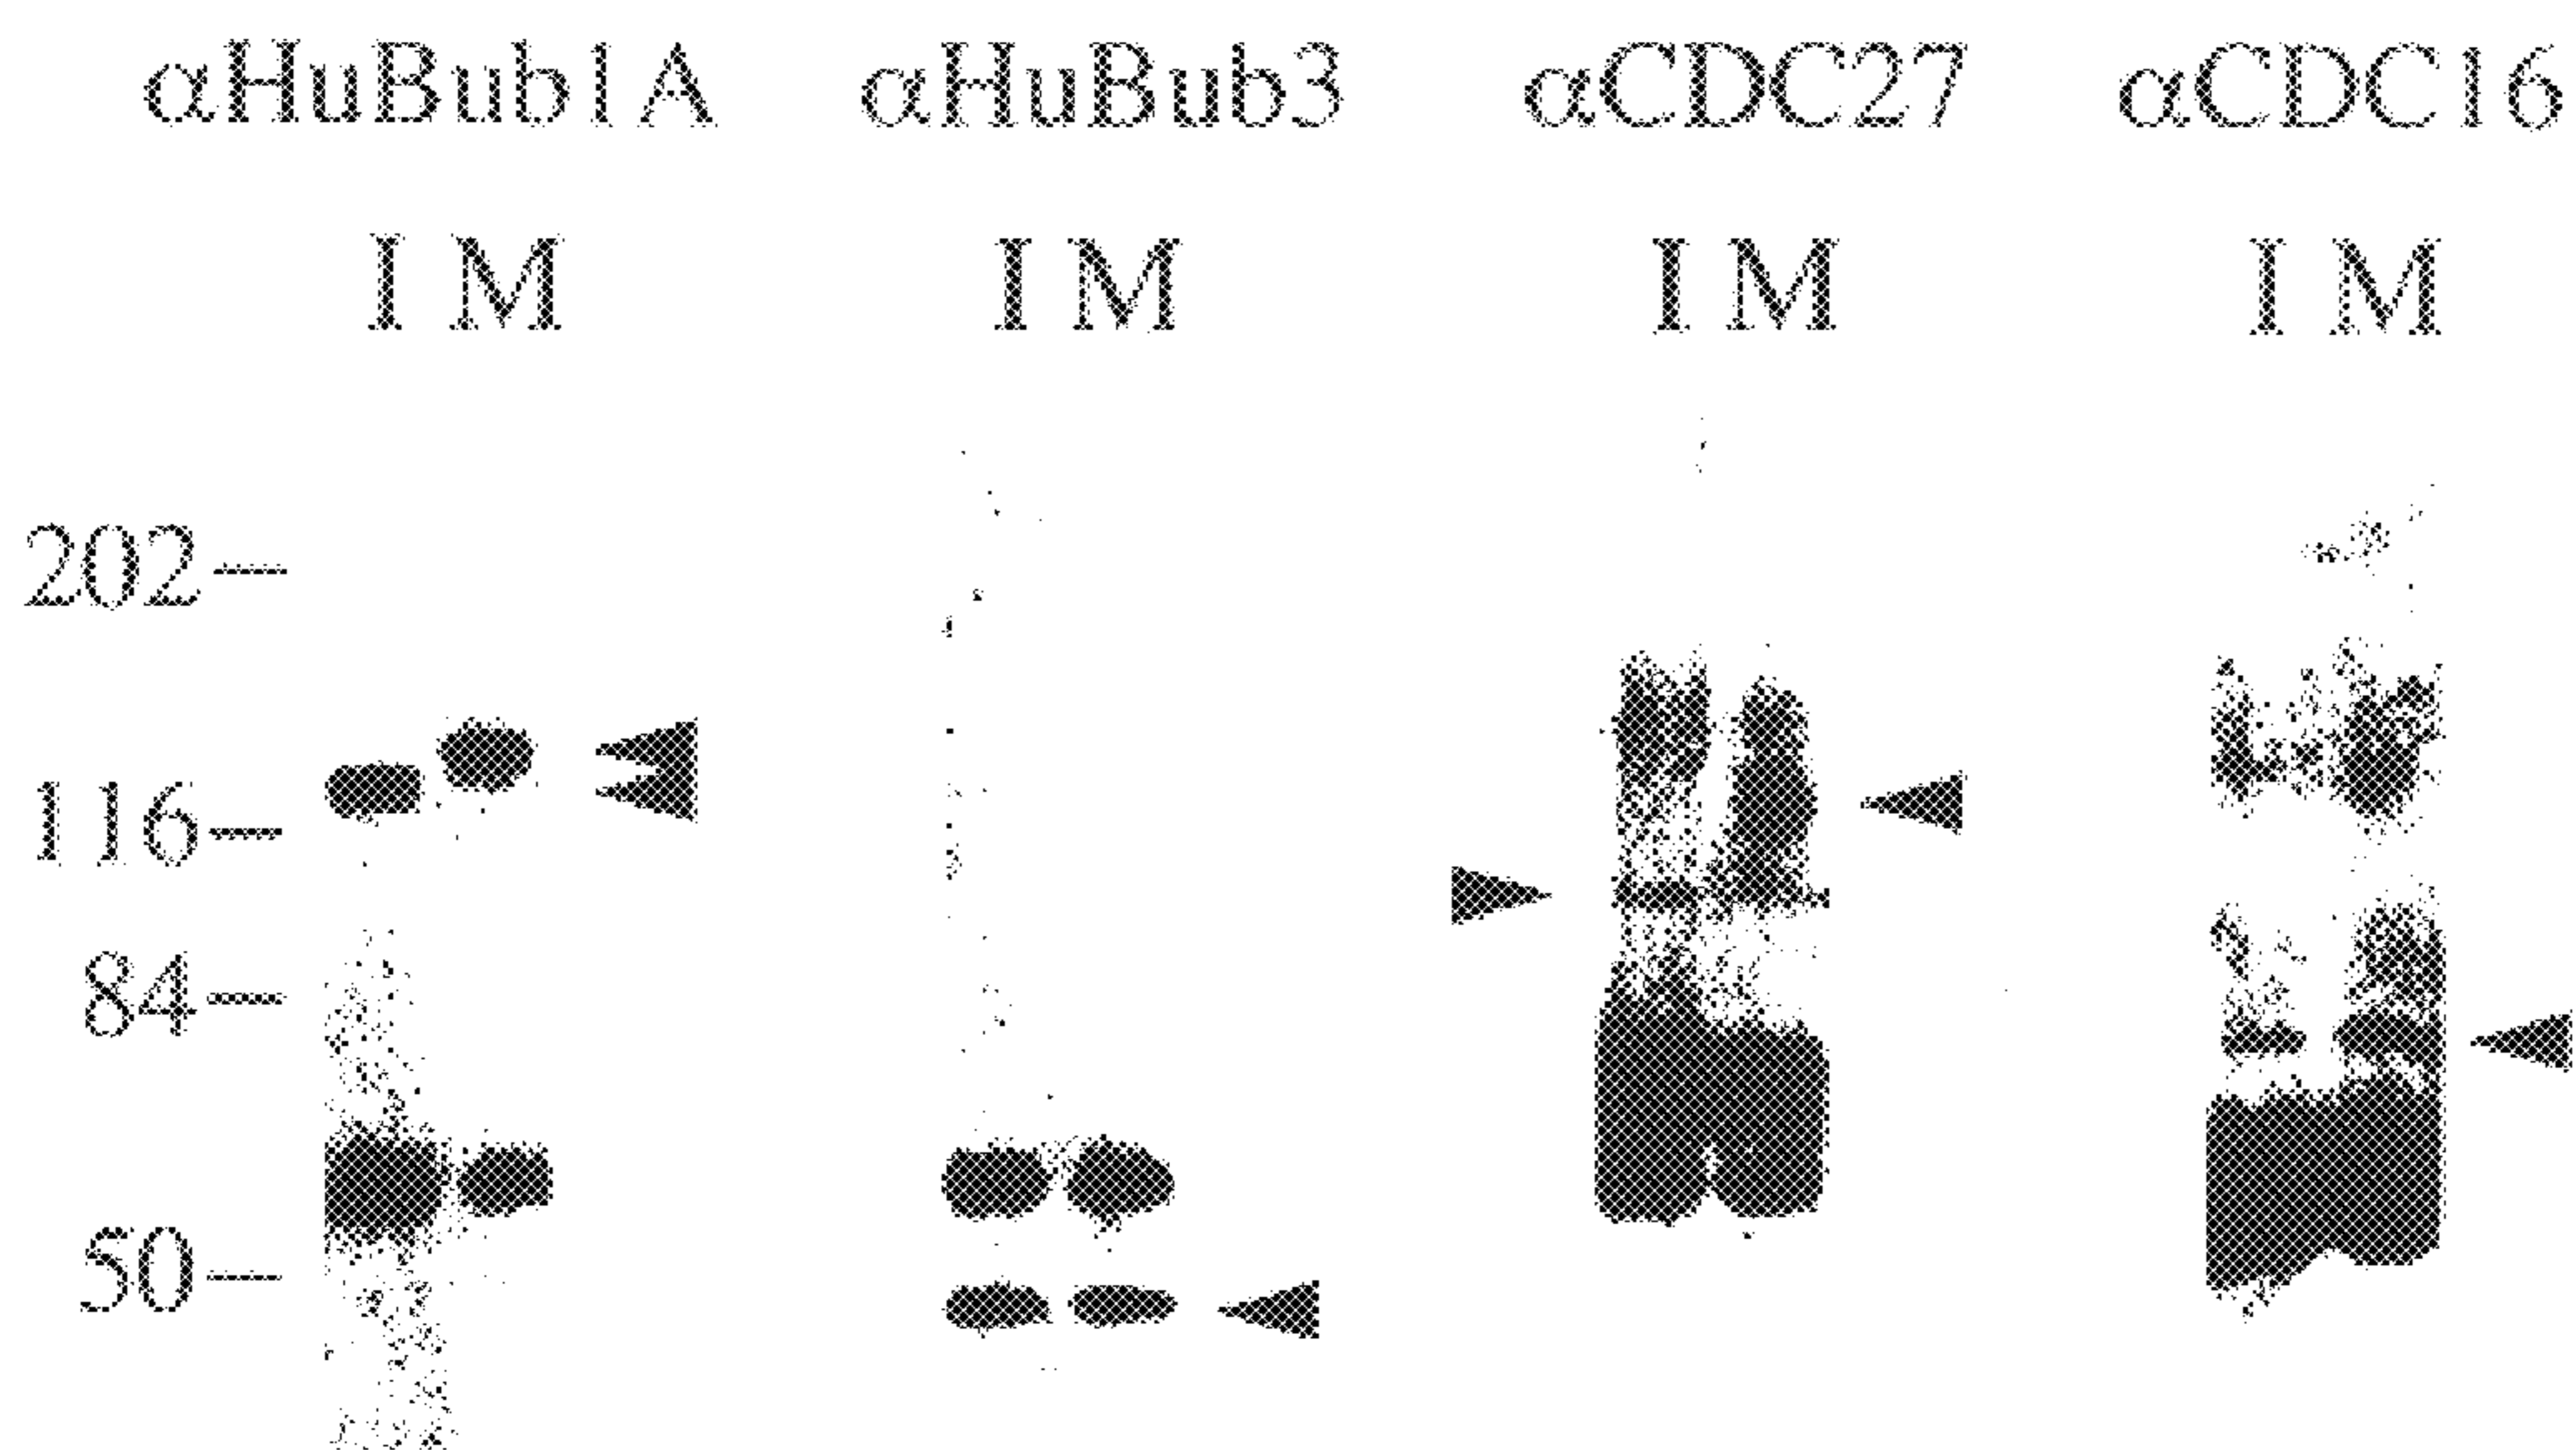 αHuBub1A αHuBub3 αCDC27 αCDC16
I M I M I M I M
202
116
84
50